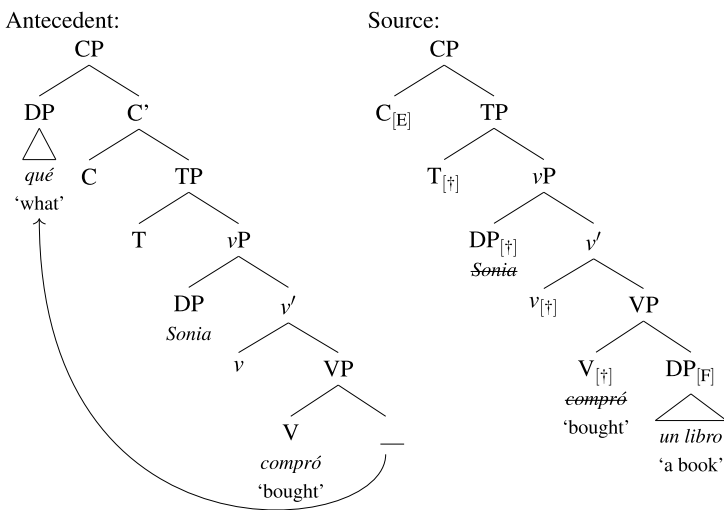 Antecedent: Source:
CP CP
DP C’ C[E] TP
qué C TP T[†] vP
‘what’
T vP DP[†] v′
Sonia
DP v′ v[†] VP
Sonia
v VP V[†] DP[F]
compró
V ‘bought’ un libro
compró ‘a book’
‘bought’